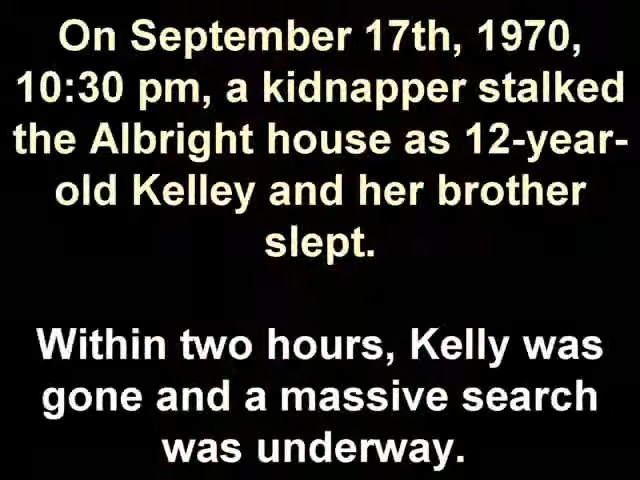 On September 17th, 1970,
10:30 pm, a kidnapper stalked
the Albright house as 12-year-
old Kelley and her brother
slept.
Within two hours, Kelly was
gone and a massive search
was underway.